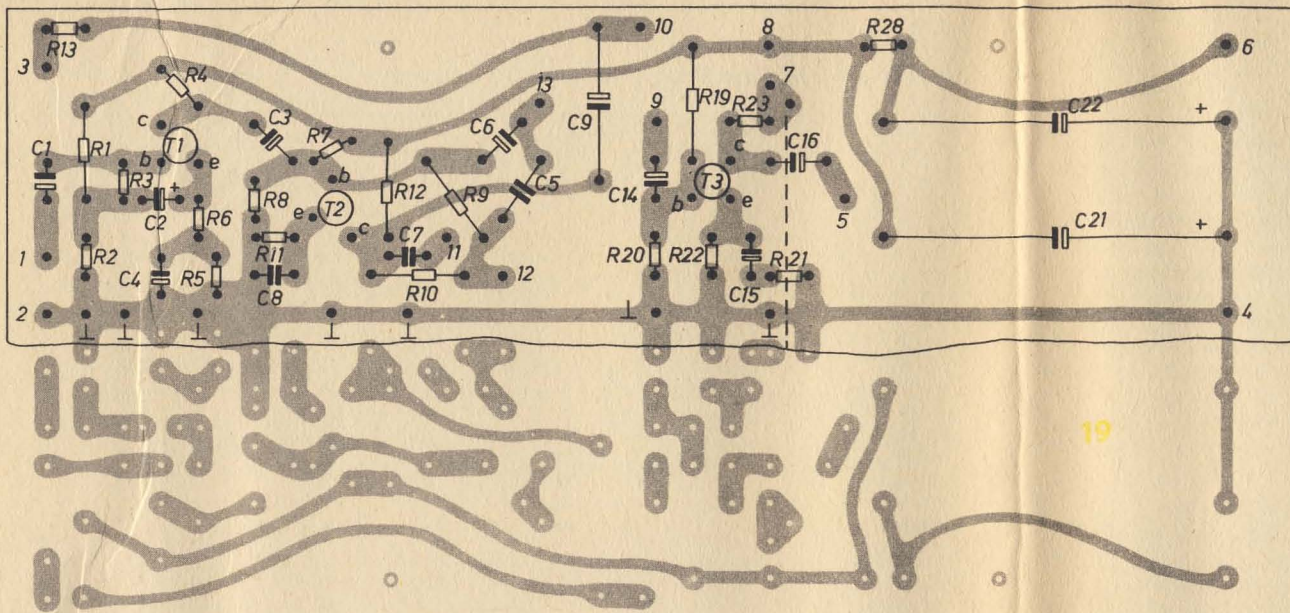 R13
10
8
R28
6
3
R4
7
13
9
R19
R23
C22
+
c
C3
C6
C9
C1
R1
T1
R7
c
C16
b
e
b
R3
+
R8
R12
R9
C5
C14
T3
C2
R6
T2
b
e
5
e
C21
+
c
C7
1
R2
R11
11
R20
R22
C4
R5
C8
R10
12
C15
R21
2
4
19